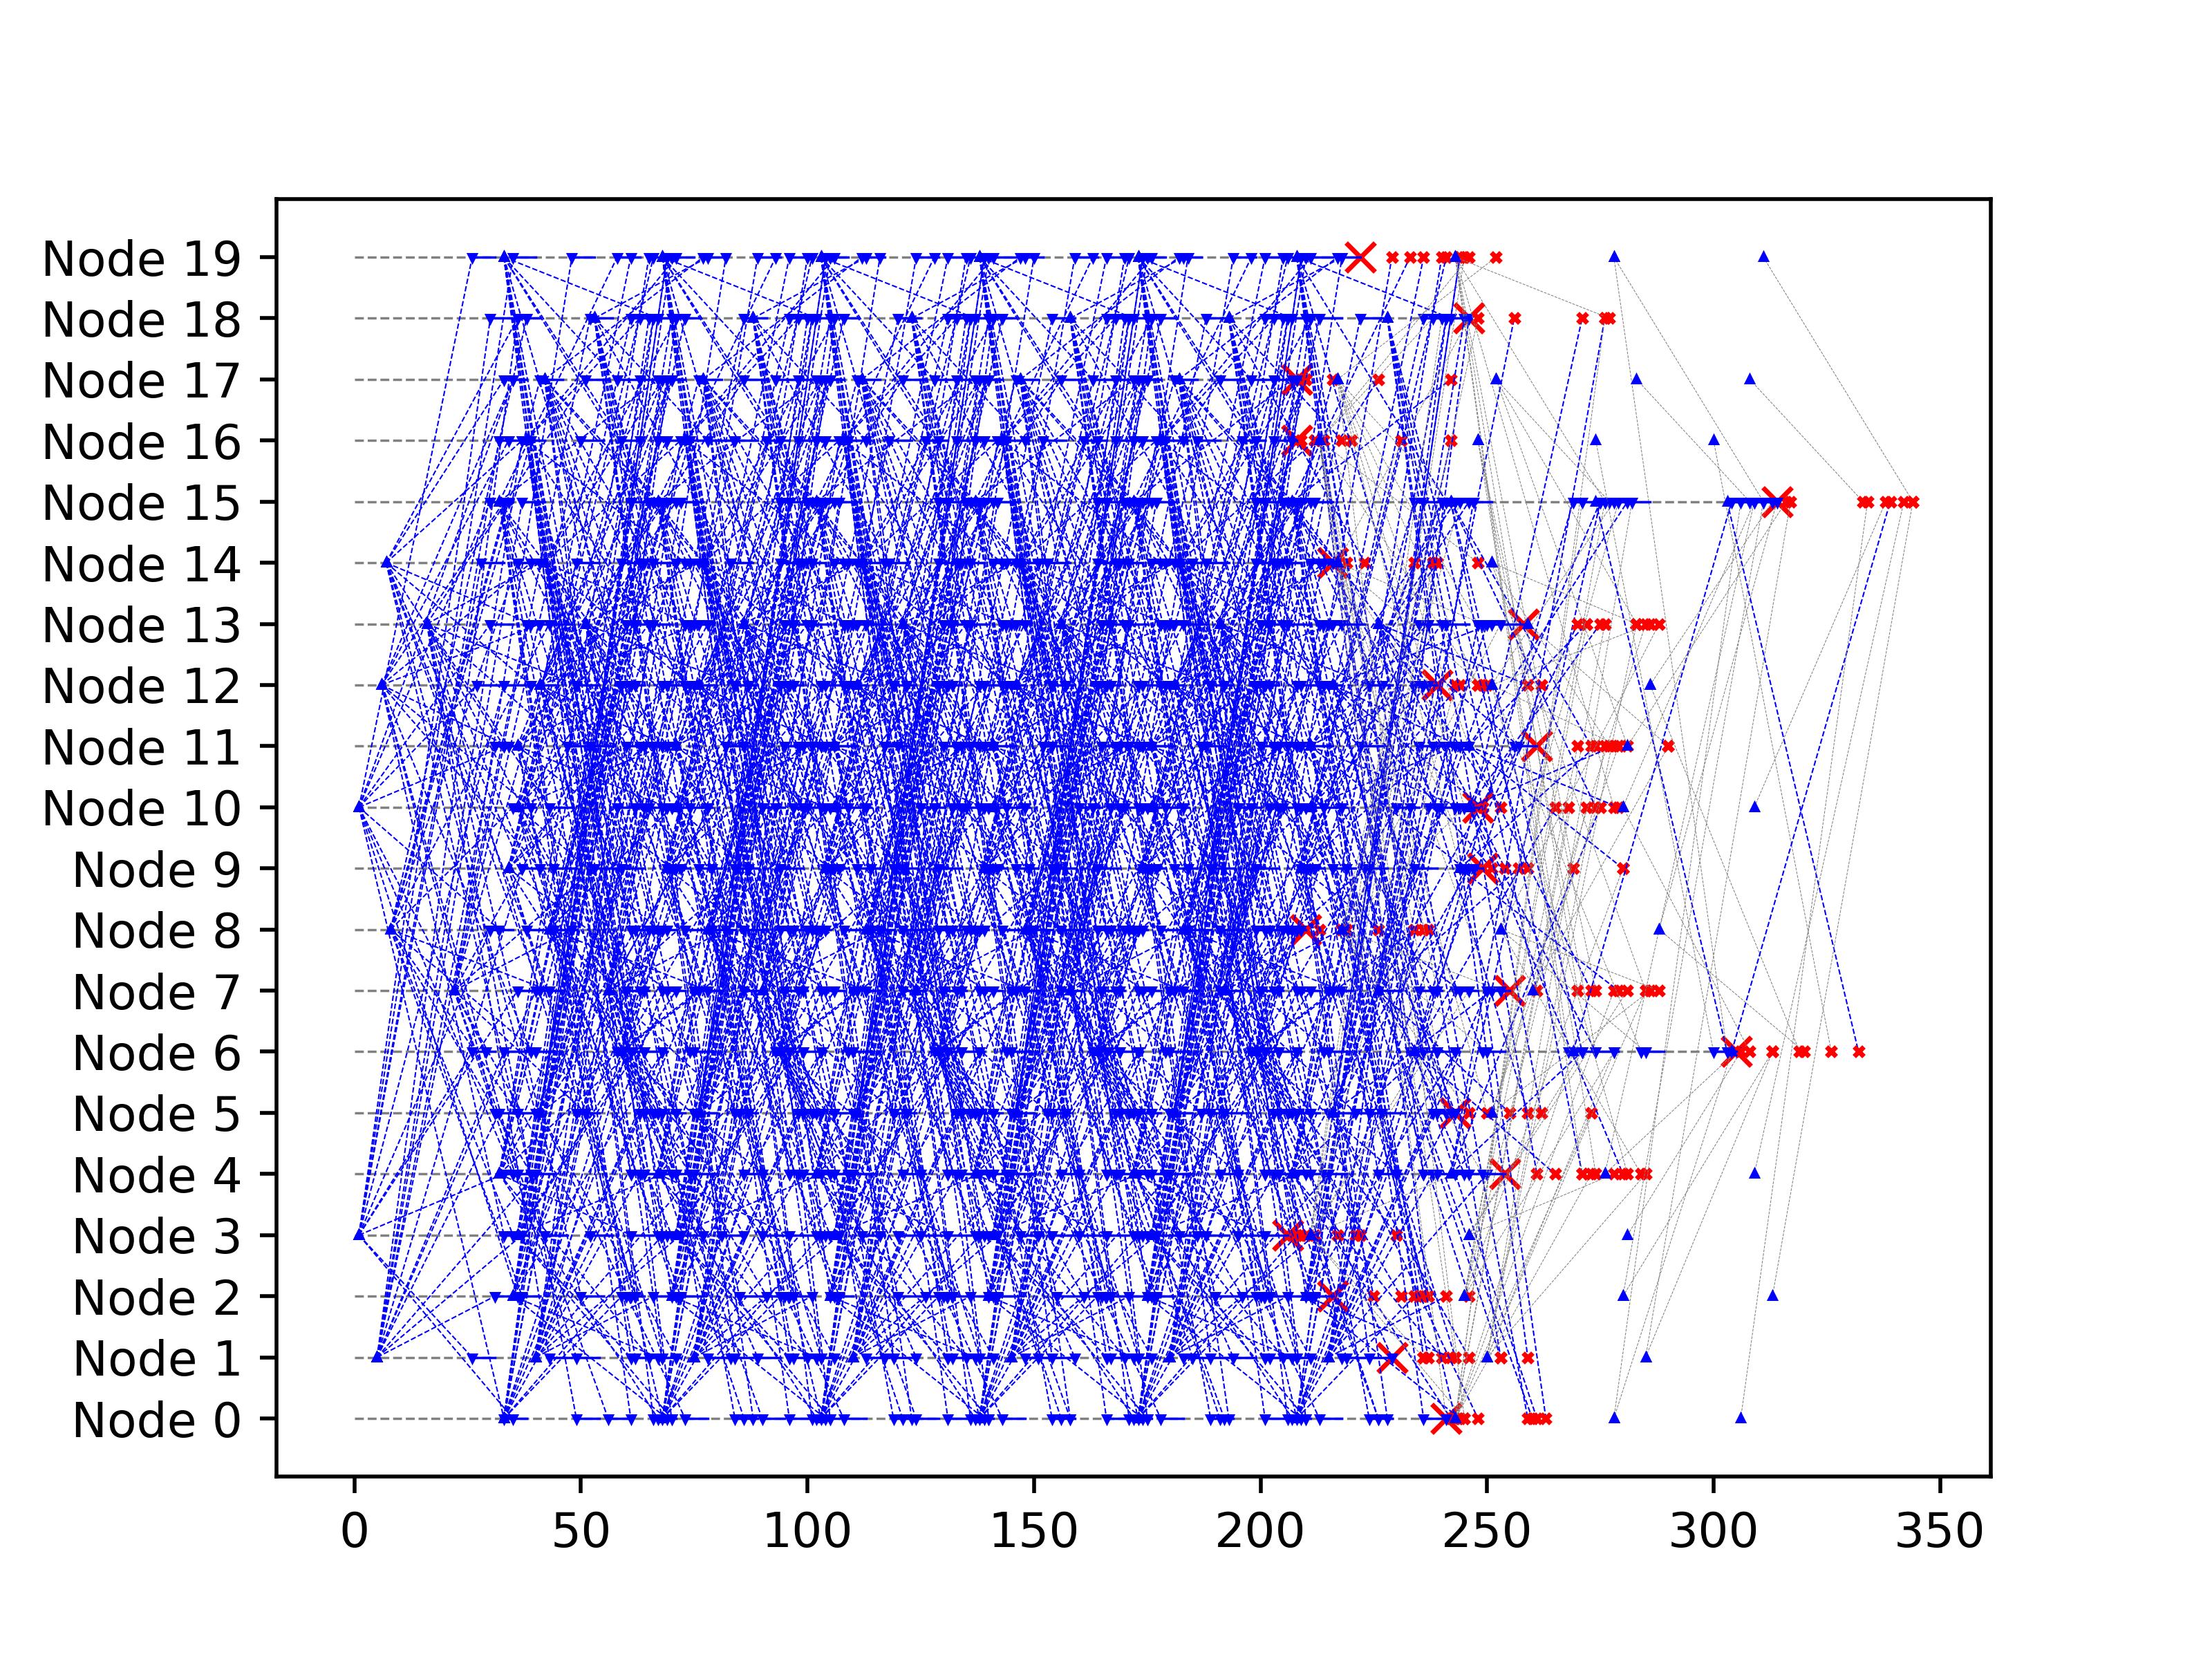 Node 19
Node 18
Node 17
Node 16
Node 15
Node 14
Node 13
Node 12
Node 11
Node 10
Node 9
Node 8
Node 7
Node 6
Node 5
Node 4
Node 3
Node 2
Node 1
Node 0
0 50 100 150 200 250 300 350